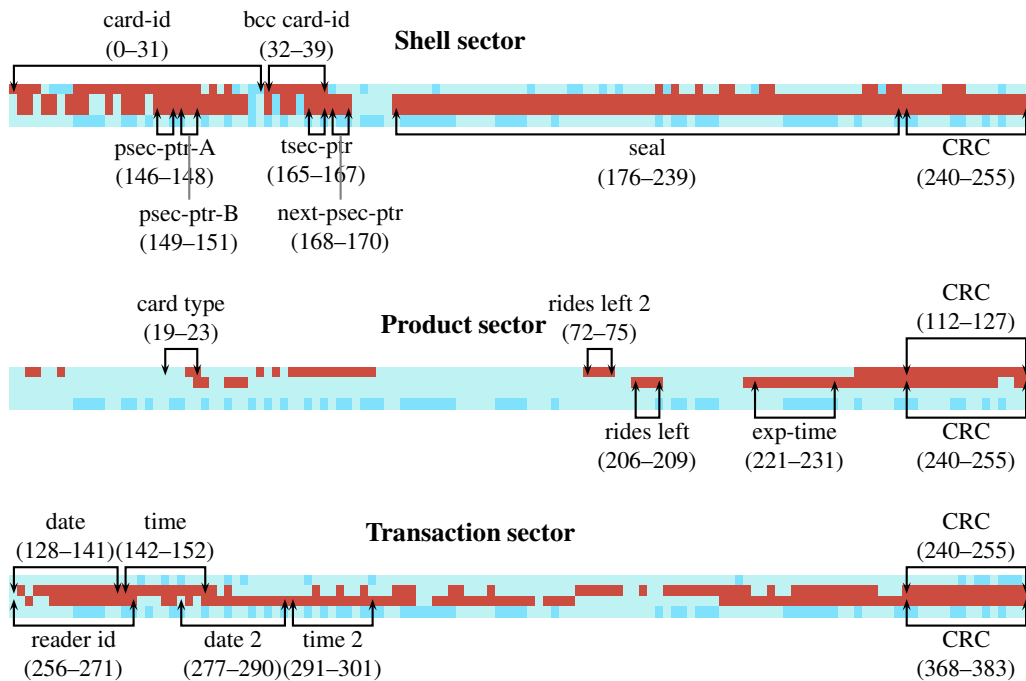 card-id
(0–31)
bcc card-id
(32–39)
Shell sector
psec-ptr-A
(146–148)
tsec-ptr
(165–167)
seal
(176–239)
CRC
(240–255)
psec-ptr-B
(149–151)
next-psec-ptr
(168–170)
card type
(19–23)
Product sector
rides left 2
(72–75)
CRC
(112–127)
rides left
(206–209)
exp-time
(221–231)
CRC
(240–255)
date
(128–141)
time
(142–152)
Transaction sector
CRC
(240–255)
reader id
(256–271)
date 2
(277–290)
time 2
(291–301)
CRC
(368–383)